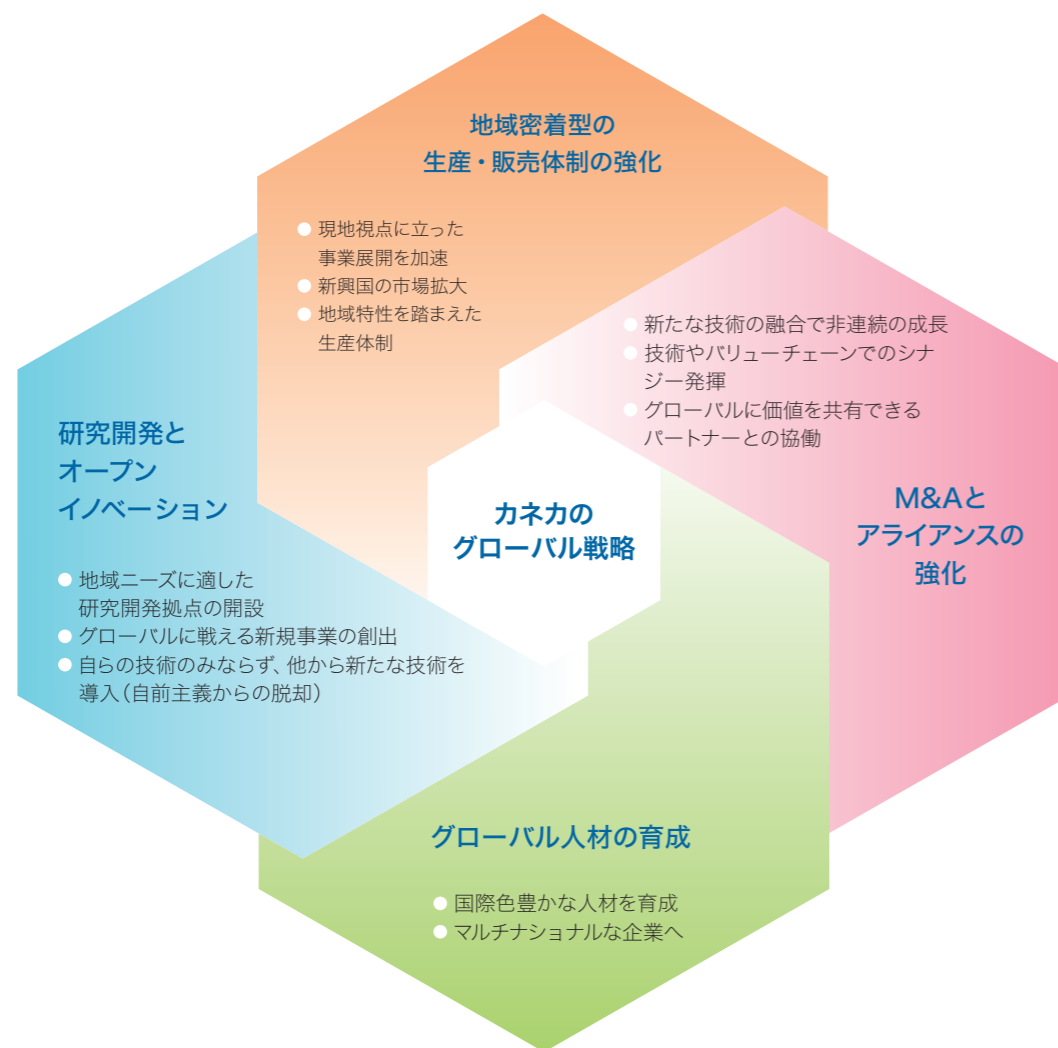 地域密着型の
生産・販売体制の強化
● 現地視点に立った
事業展開を加速
● 新興国の市場拡大
● 地域特性を踏まえた
生産体制
● 新たな技術の融合で非連続の成長
● 技術やバリューチェーンでのシナ
ジー発揮
● グローバルに価値を共有できる
パートナーとの協働
M&Aと
アライアンスの
強化
研究開発と
オープン
イノベーション
● 地域ニーズに適した
研究開発拠点の開設
● グローバルに戦える新規事業の創出
● 自らの技術のみならず、他から新たな技術を
導入（自前主義からの脱却）
カネカの
グローバル戦略
グローバル人材の育成
● 国際色豊かな人材を育成
● マルチナショナルな企業へ